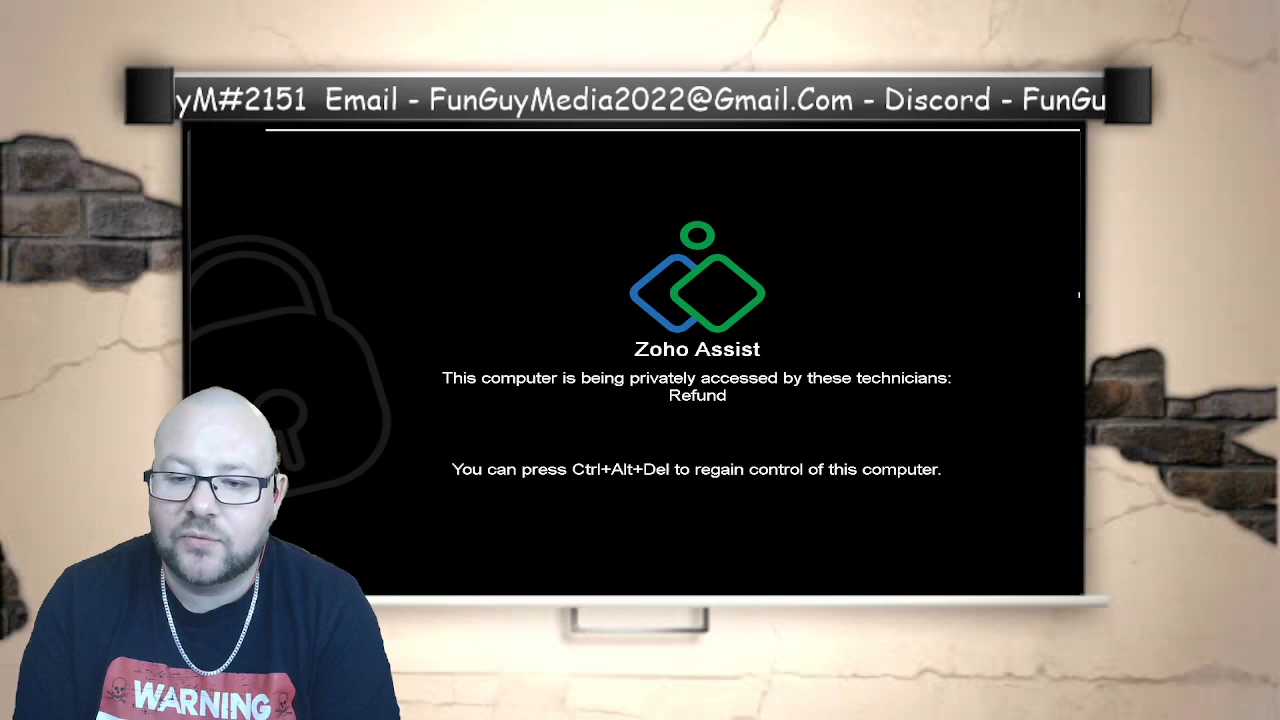 yM#2151 Email - FunGuyMedia2022@Gmail.Com - Discord - FunGu
Zoho Assist
This computer is being privately accessed by these technicians:
Refund
You can press Ctrl+Alt+Del to regain control of this computer.
WARNING